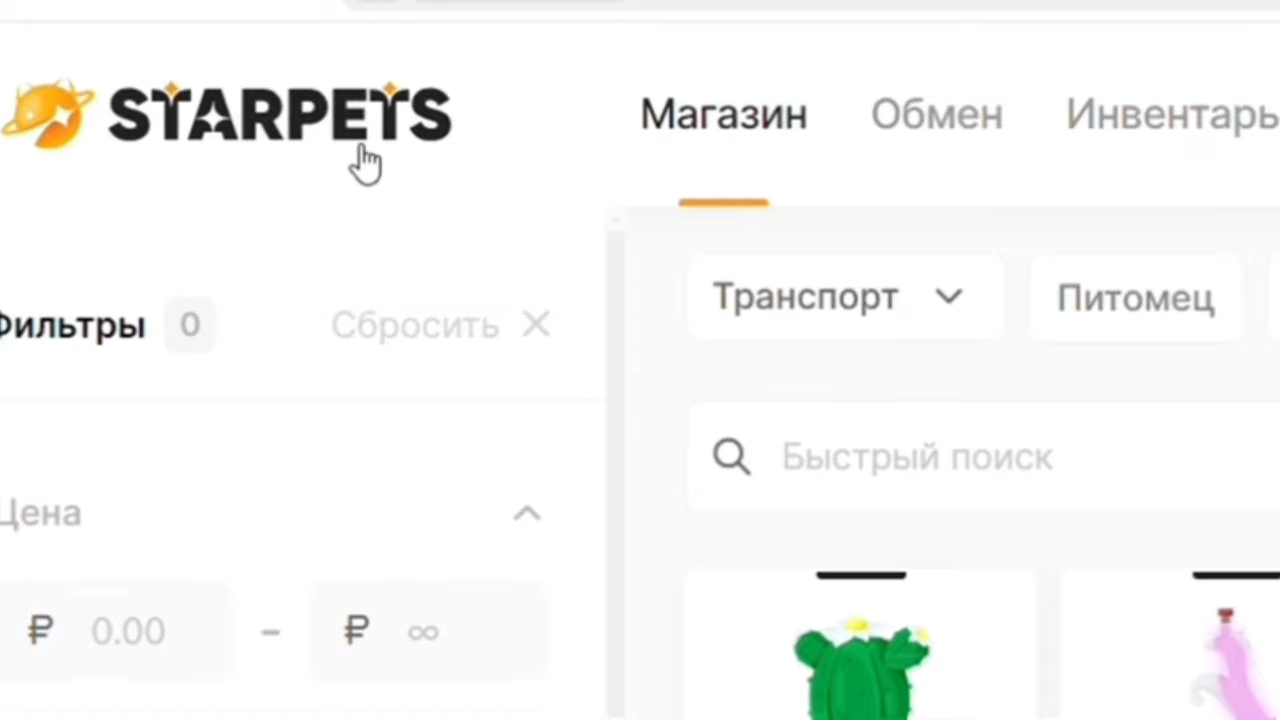 STARPETS
Магазин Обмен Инвентарь
Транспорт Питомец
Фильтры 0 Сбросить
Быстрый поиск
Цена
₽ 0.00 – ₽ ∞